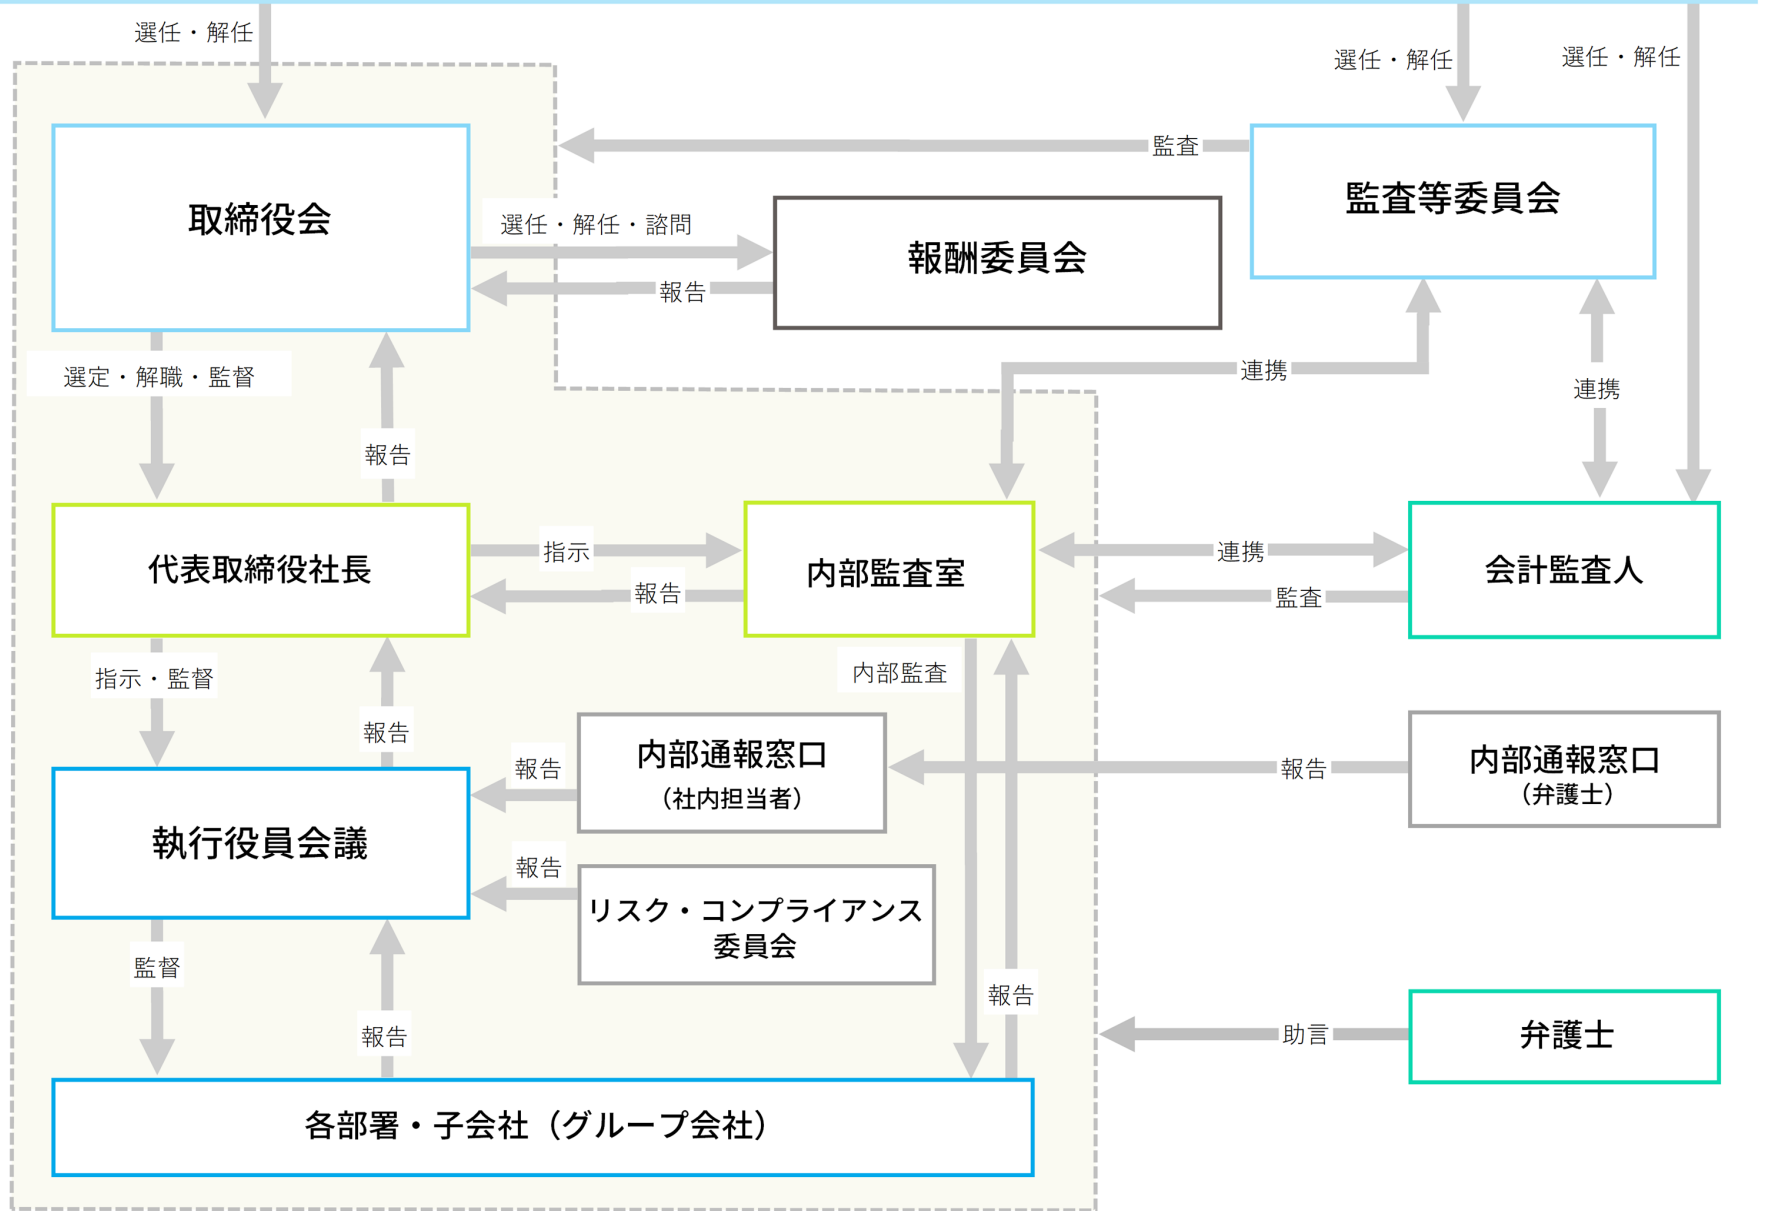 選任・解任
選任・解任
選任・解任
監査
取締役会
監査等委員会
選任・解任・諮問
報酬委員会
報告
選定・解職・監督
連携
連携
報告
代表取締役社長
指示
内部監査室
連携
会計監査人
報告
監査
指示・監督
内部監査
報告
内部通報窓口
（社内担当者）
報告
報告
内部通報窓口
（弁護士）
執行役員会議
報告
リスク・コンプライアンス
委員会
監督
報告
報告
助言
弁護士
各部署・子会社（グループ会社）